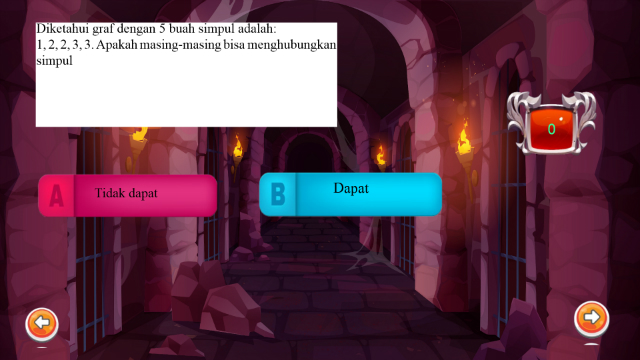 Diketahui graf dengan 5 buah simpul adalah:
1, 2, 2, 3, 3. Apakah masing-masing bisa menghubungkan
simpul
0
A Tidak dapat
B Dapat